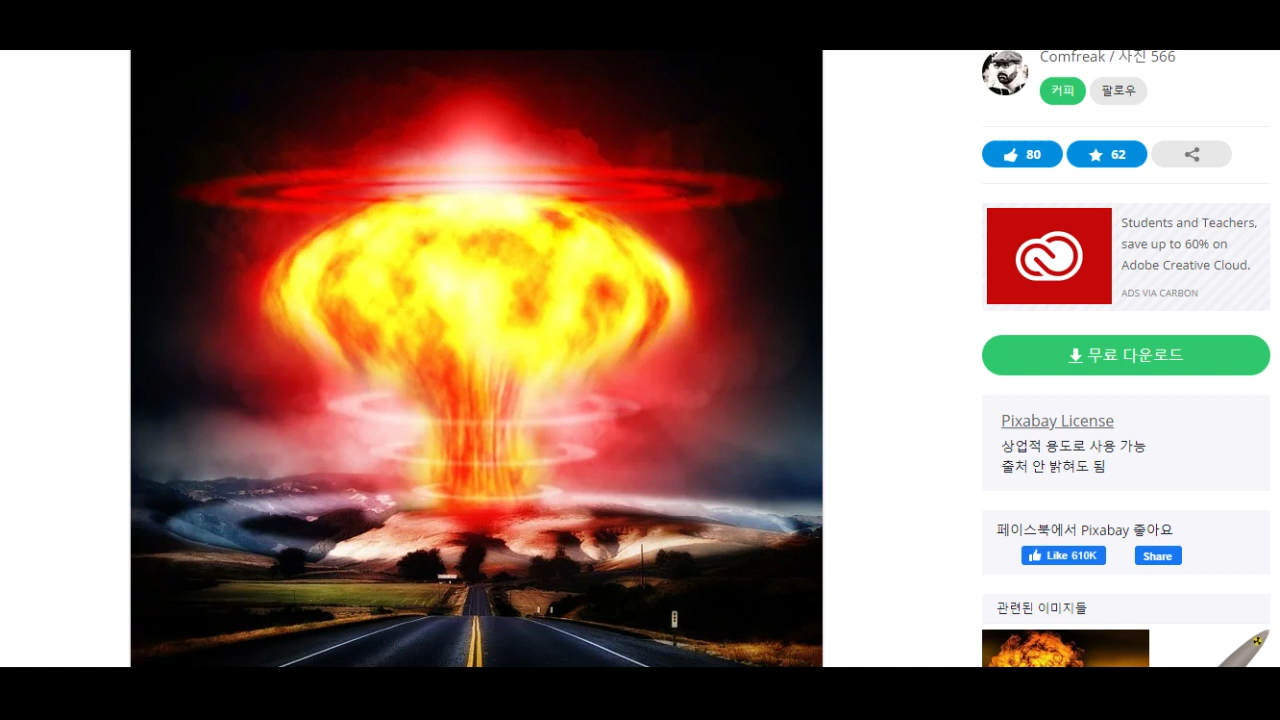 Comfreak / 사진 566
커피
팔로우
80
62
Students and Teachers,
save up to 60% on
Adobe Creative Cloud.
ADS VIA CARBON
무료 다운로드
Pixabay License
상업적 용도로 사용 가능
출처 안 밝혀도 됨
페이스북에서 Pixabay 좋아요
Like 610K
Share
관련된 이미지들